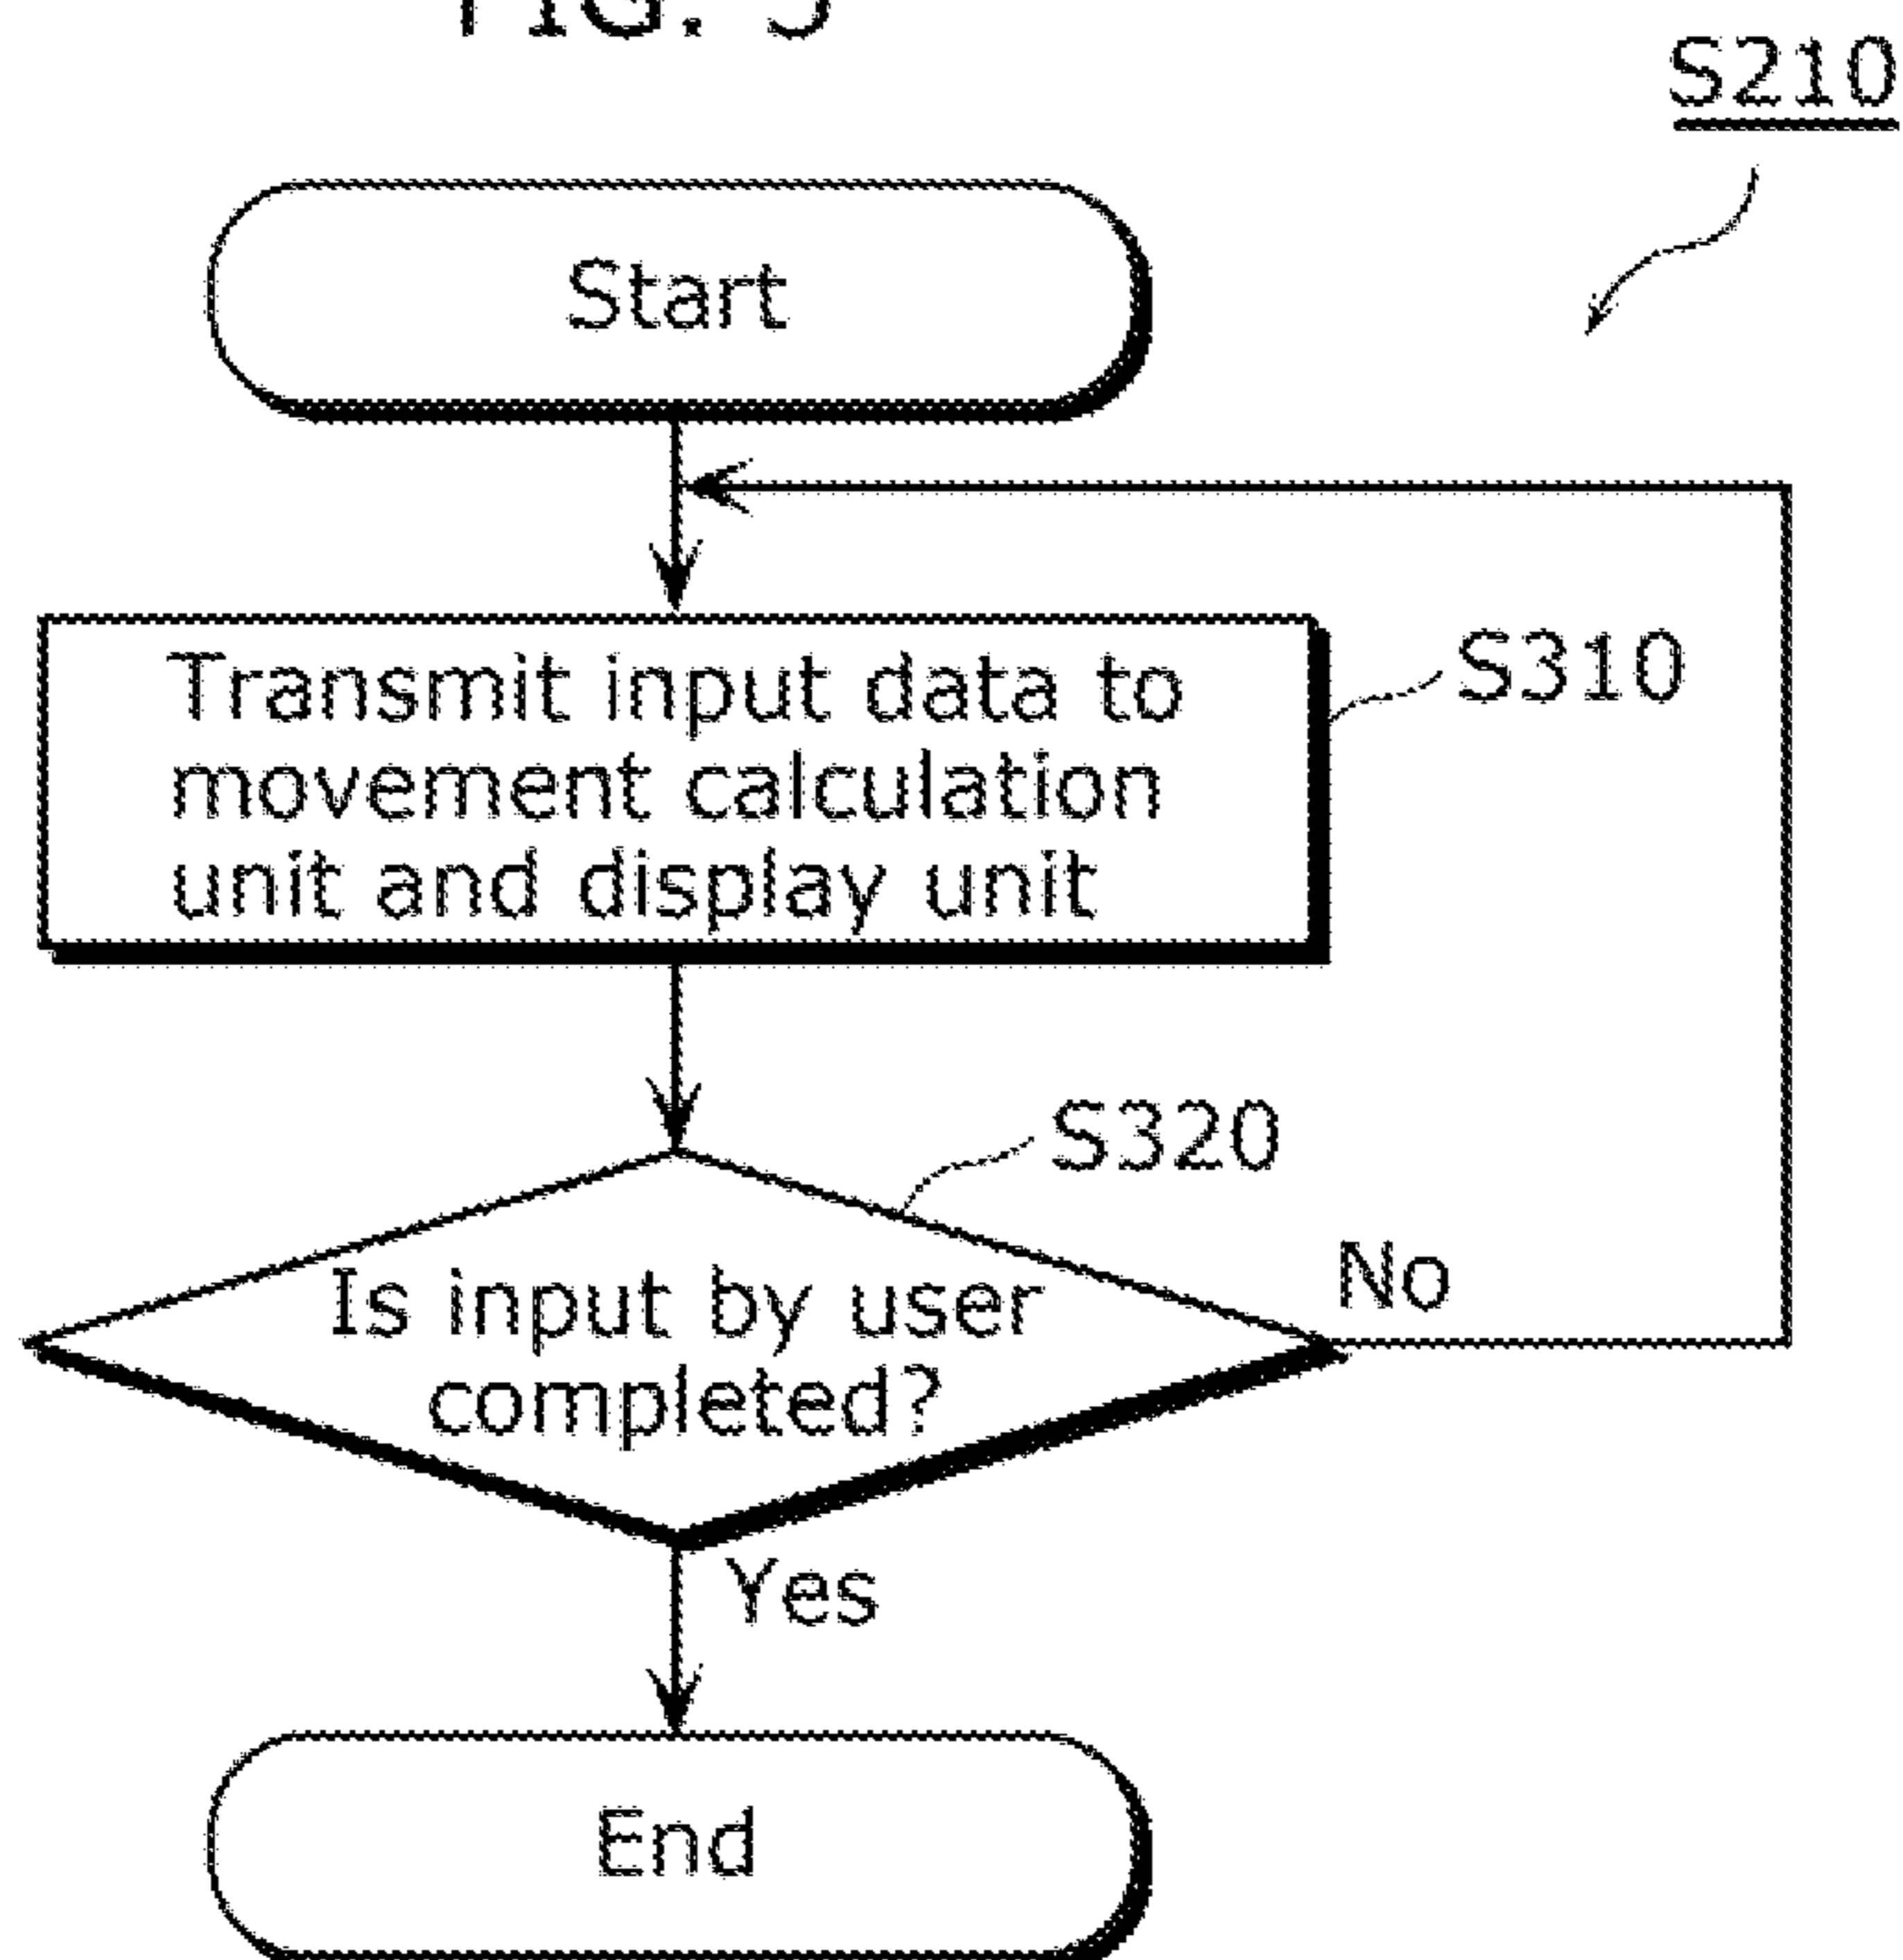 S210
Start
Transmit input data to
movement calculation
unit and display unit
S310
S320
Is input by user
completed?
No
Yes
End